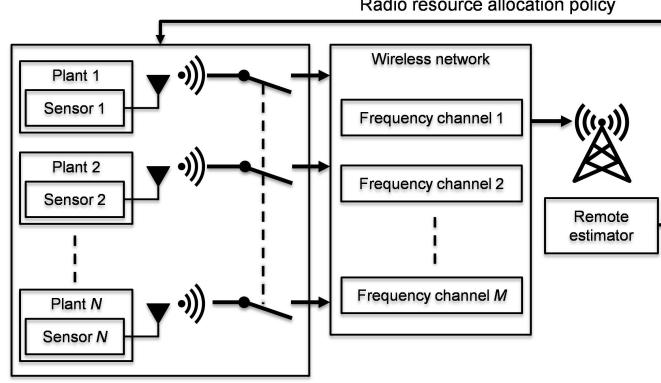 Radio resource allocation policy
Plant 1
Sensor 1
Plant 2
Sensor 2
Plant N
Sensor N
Wireless network
Frequency channel 1
Frequency channel 2
Frequency channel M
Remote
estimator